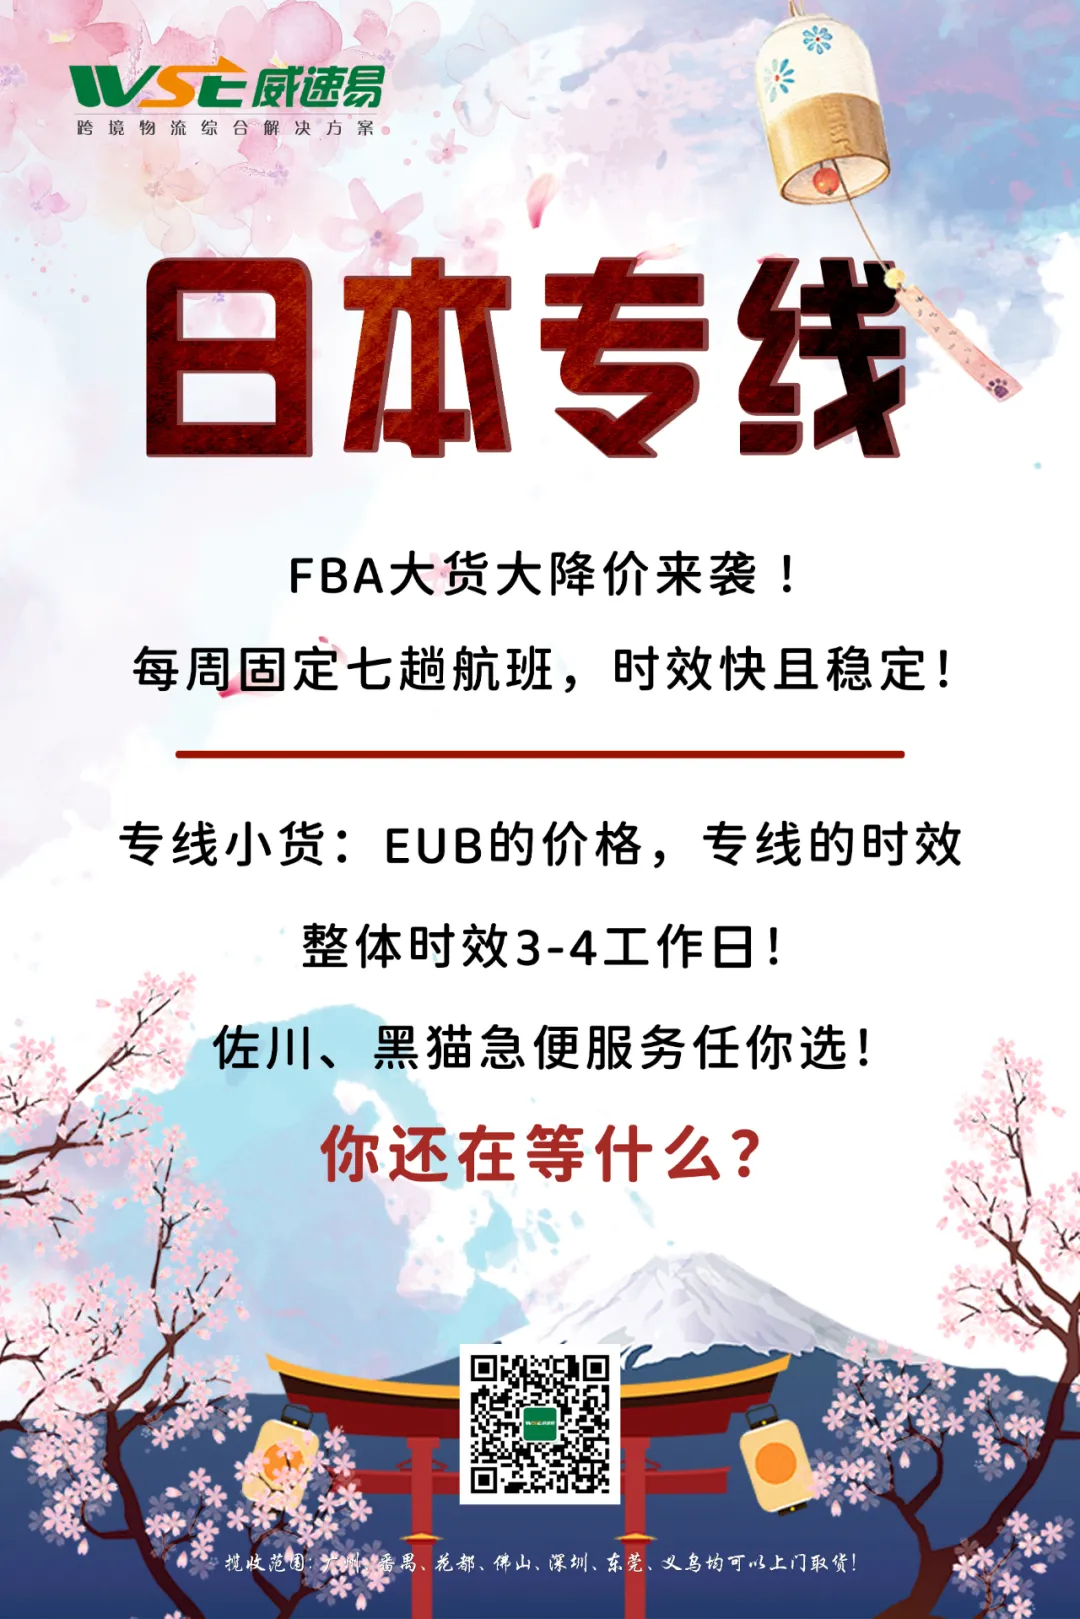 WSE威速易
跨境物流综合解决方案
日本专线
FBA大货大降价来袭！
每周固定七趟航班，时效快且稳定！
专线小货：EUB的价格，专线的时效
整体时效3-4工作日！
佐川、黑猫急便服务任你选！
你还在等什么？
揽收范围：广州、番禺、花都、佛山、深圳、东莞、义乌均可以上门取货！